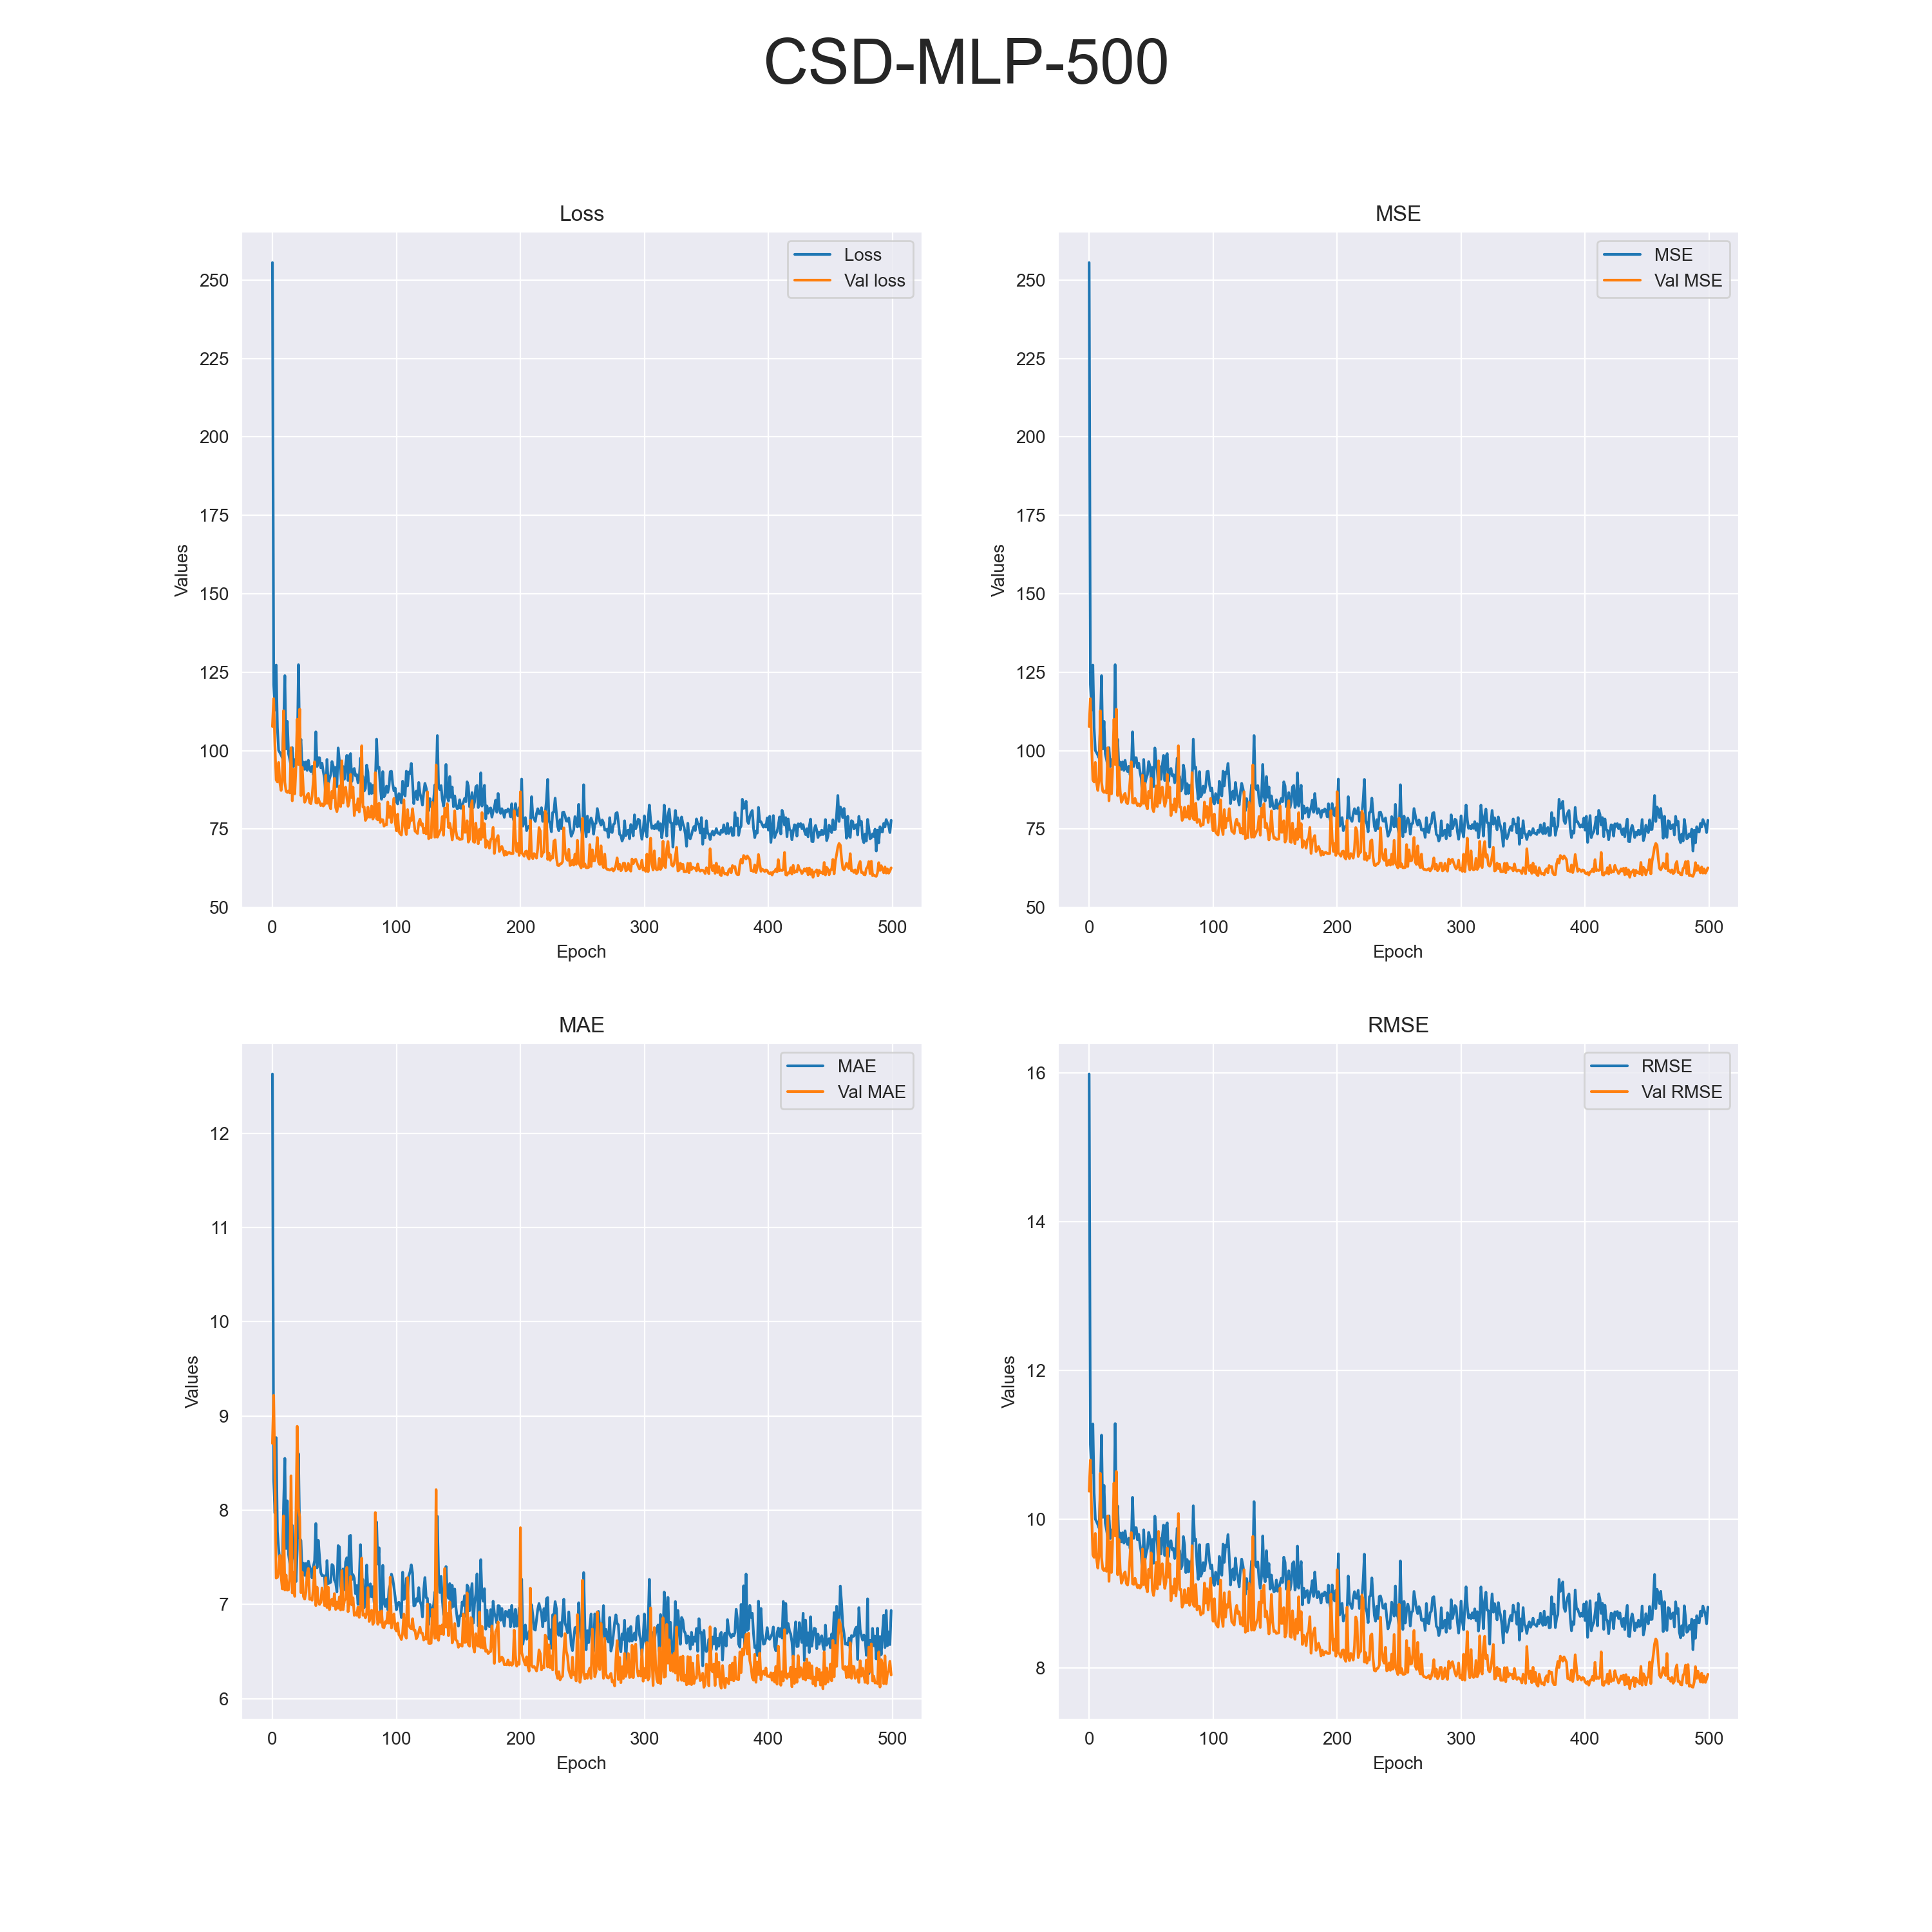 CSD-MLP-500
Loss
Loss
Val loss
250
225
200
175
150
125
100
75
50
Values
0 100 200 300 400 500
Epoch
MSE
MSE
Val MSE
250
225
200
175
150
125
100
75
50
Values
0 100 200 300 400 500
Epoch
MAE
MAE
Val MAE
12
11
10
9
8
7
6
Values
0 100 200 300 400 500
Epoch
RMSE
RMSE
Val RMSE
16
14
12
10
8
Values
0 100 200 300 400 500
Epoch